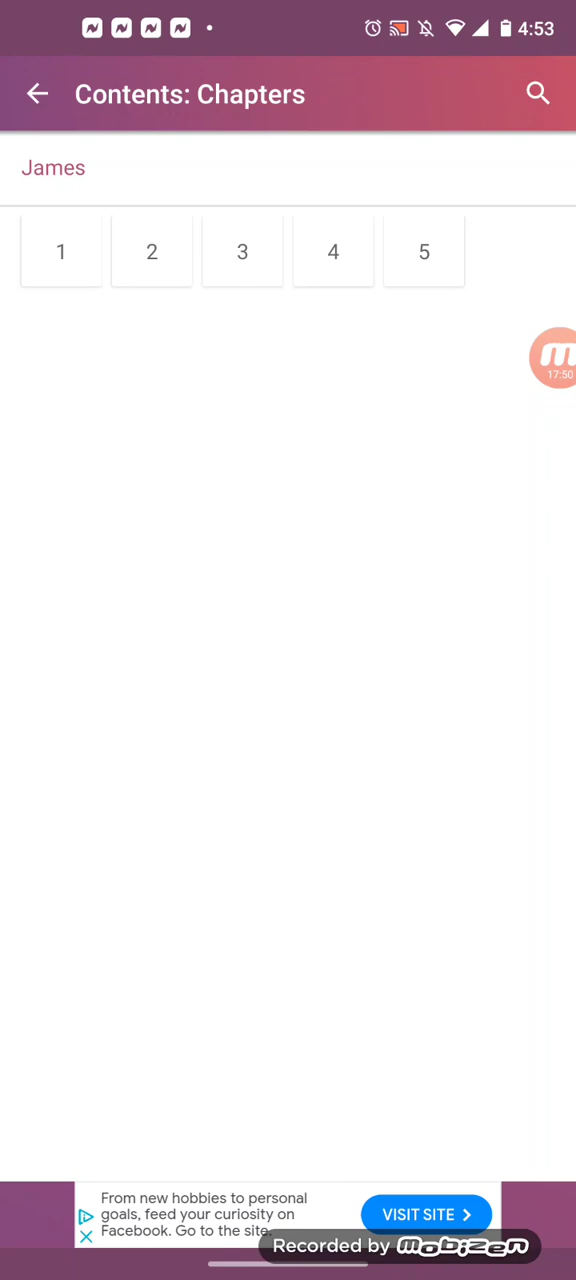 4:53
Contents: Chapters
James
1 2 3 4 5
m
17:50
From new hobbies to personal
goals, feed your curiosity on
Facebook. Go to the site.
VISIT SITE
Recorded by mobizen